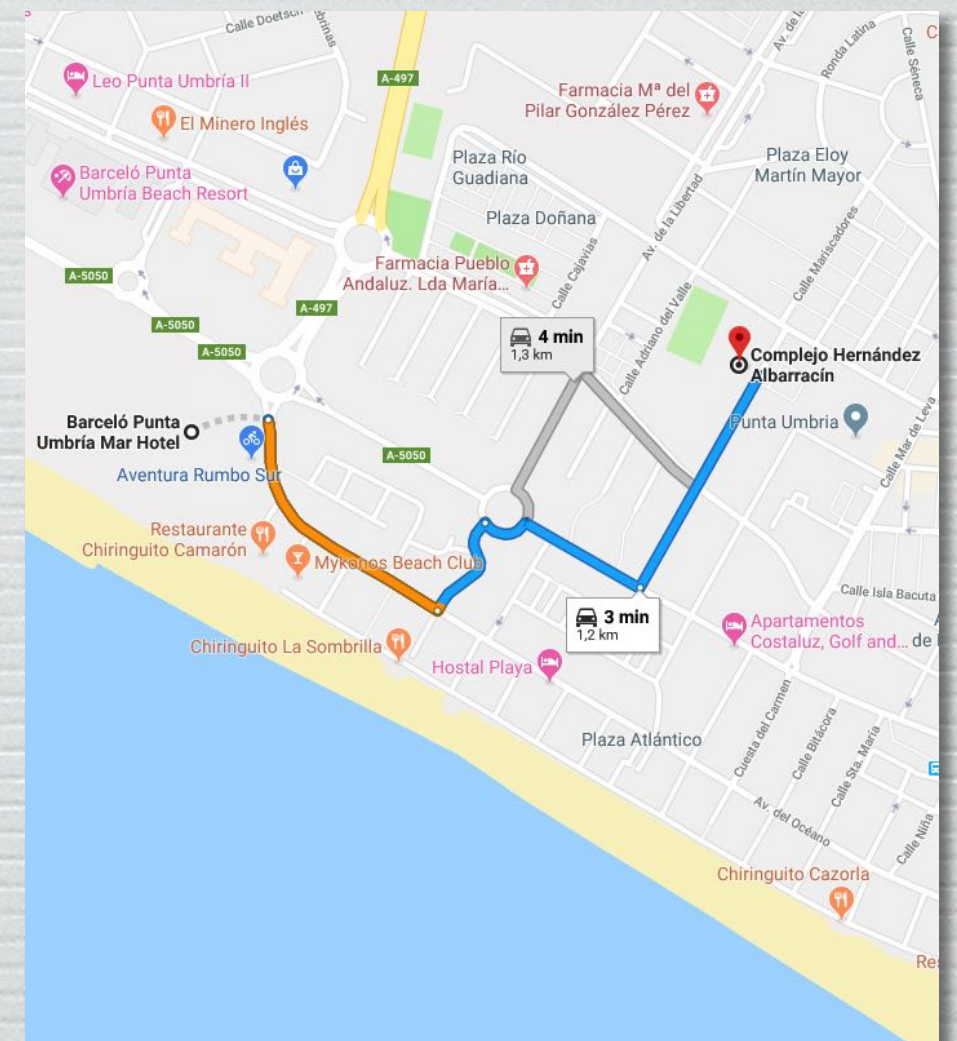 Calle Doetsch
Av. de la
Ronda Latina
Calle Séneca
Leo Punta Umbría II
A-497
Farmacia Mª del
Pilar González Pérez
El Minero Inglés
Plaza Río
Guadiana
Plaza Eloy
Martín Mayor
Barceló Punta
Umbría Beach Resort
Plaza Doñana
Av. de la Libertad
Calle Mariscadores
Calle Cajavias
Farmacia Pueblo
Andaluz. Lda María...
A-5050
A-497
A-5050
A-5050
Calle Adriano del Valle
4 min
1,3 km
Complejo Hernández
Albarracín
Barceló Punta
Umbría Mar Hotel
Punta Umbria
Calle Mar de Leva
A-5050
Aventura Rumbo Sur
Restaurante
Chiringuito Camarón
Mykonos Beach Club
Calle Isla Bacuta
3 min
1,2 km
Apartamentos
Costaluz, Golf and... de
Chiringuito La Sombrilla
Hostal Playa
Plaza Atlántico
Cuesta del Carmen
Calle Bitácora
Calle Sta. María
Av. del Océano
Calle Niña
Chiringuito Cazorla
Re